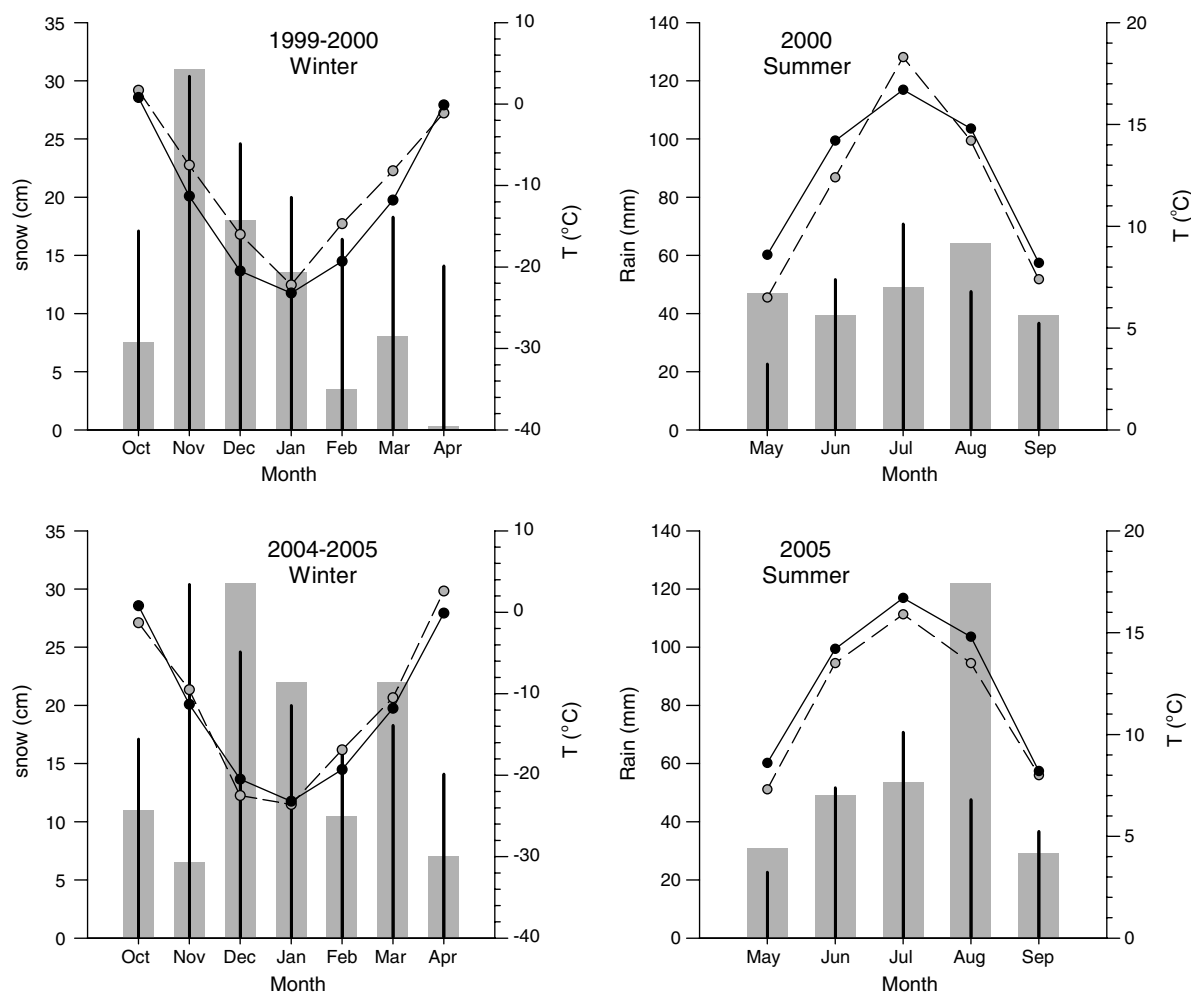 1999-2000
Winter
35
30
25
20
15
10
5
0
snow (cm)
10
0
-10
-20
-30
-40
T (°C)
Oct Nov Dec Jan Feb Mar Apr
Month
2000
Summer
140
120
100
80
60
40
20
0
Rain (mm)
20
15
10
5
0
T (°C)
May Jun Jul Aug Sep
Month
2004-2005
Winter
35
30
25
20
15
10
5
0
snow (cm)
10
0
-10
-20
-30
-40
T (°C)
Oct Nov Dec Jan Feb Mar Apr
Month
2005
Summer
140
120
100
80
60
40
20
0
Rain (mm)
20
15
10
5
0
T (°C)
May Jun Jul Aug Sep
Month